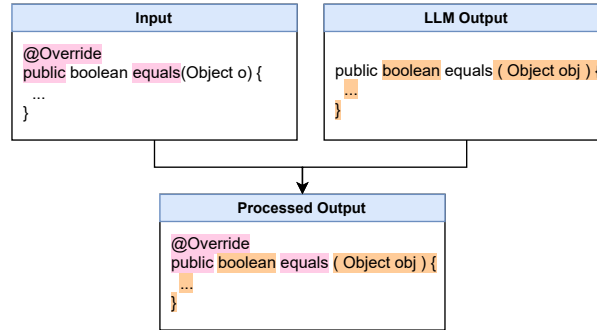 Input
@Override
public boolean equals(Object o) {
...
}
LLM Output
public boolean equals ( Object obj ) {
...
}
Processed Output
@Override
public boolean equals ( Object obj ) {
...
}